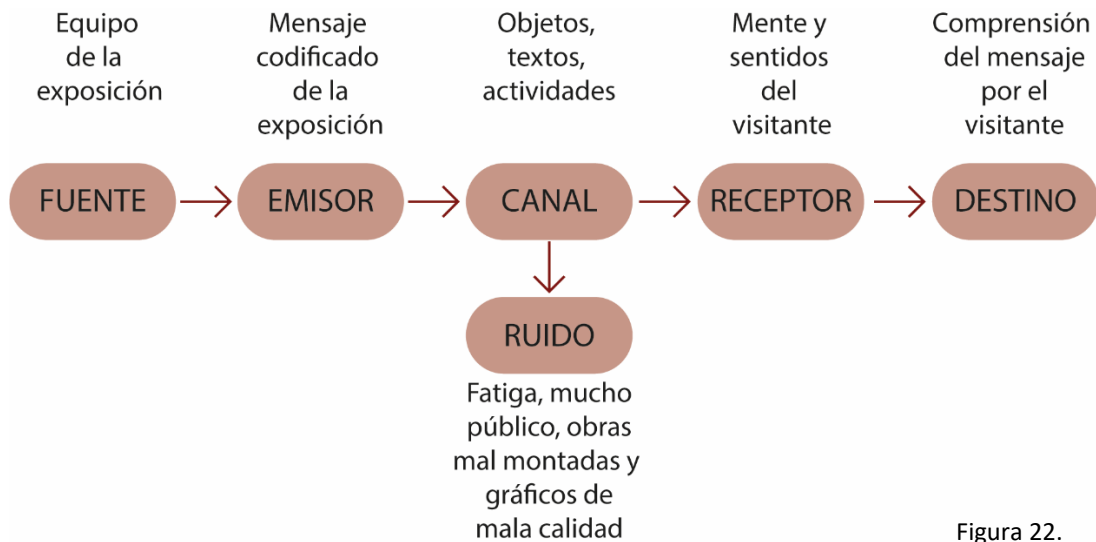 Equipo
de la
exposición
Mensaje
codificado
de la
exposición
Objetos,
textos,
actividades
Mente y
sentidos
del
visitante
Comprensión
del mensaje
por el
visitante
FUENTE
EMISOR
CANAL
RECEPTOR
DESTINO
RUIDO
Fatiga, mucho
público, obras
mal montadas y
gráficos de
mala calidad
Figura 22.